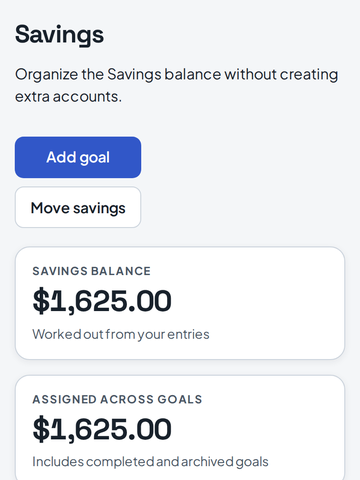 Savings
Organize the Savings balance without creating
extra accounts.
Add goal
Move savings
SAVINGS BALANCE
$1,625.00
Worked out from your entries
ASSIGNED ACROSS GOALS
$1,625.00
Includes completed and archived goals